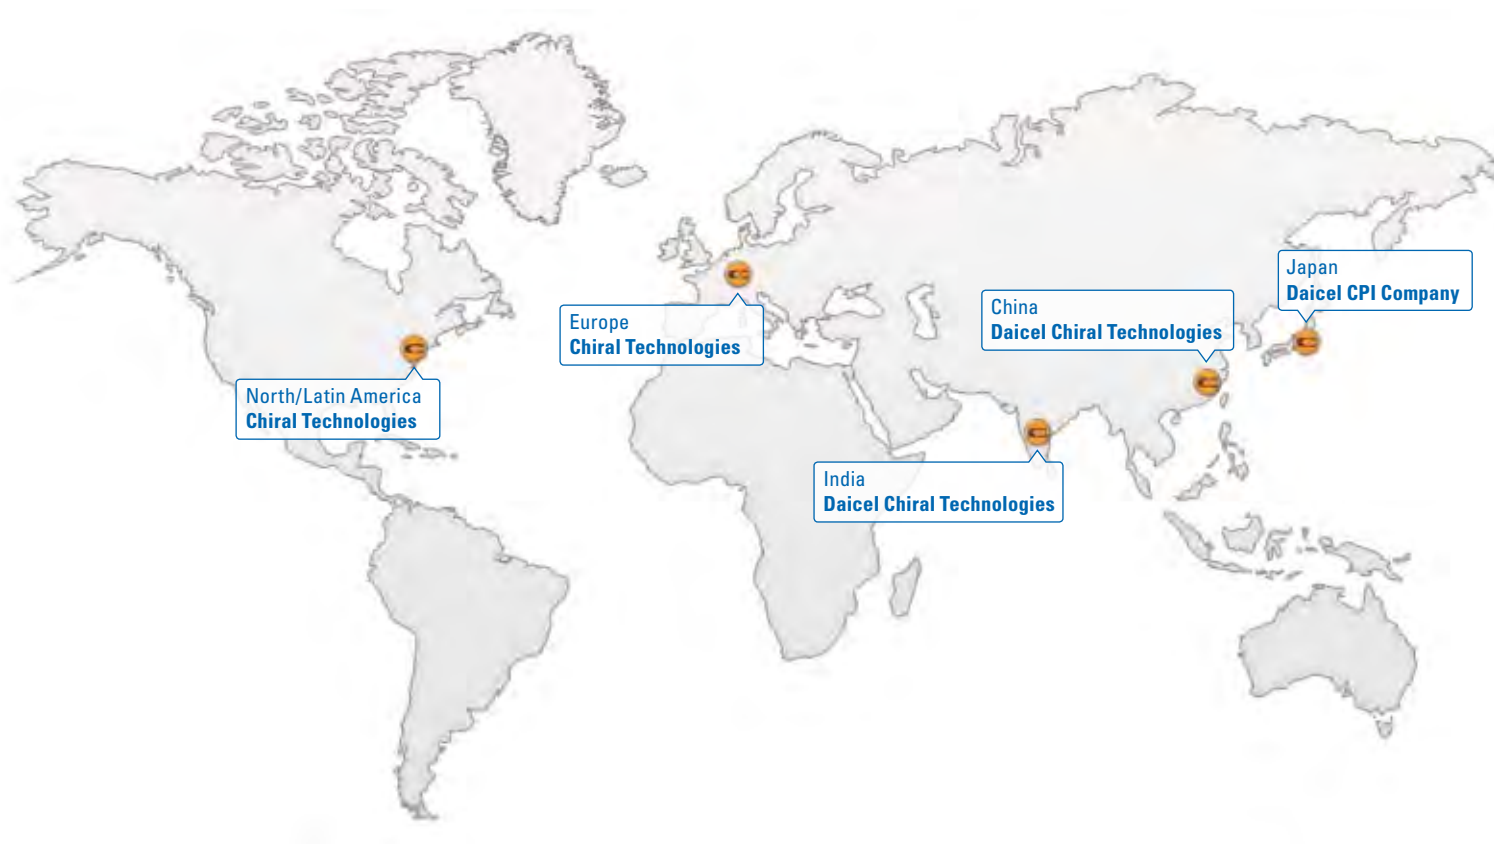 Japan
Daicel CPI Company
China
Daicel Chiral Technologies
Europe
Chiral Technologies
North/Latin America
Chiral Technologies
India
Daicel Chiral Technologies